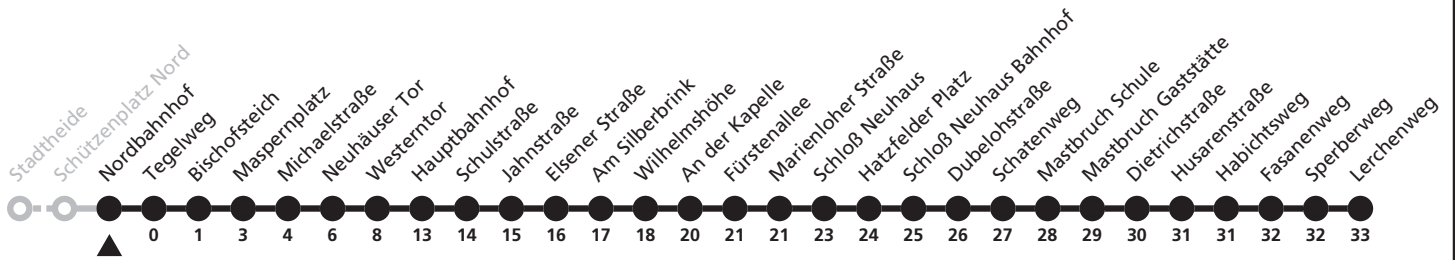 Stadtheide
Schützenplatz Nord
Nordbahnhof
Tegelweg
Bischofsteich
Maspernplatz
Michaelstraße
Neuhäuser Tor
Westerntor
Hauptbahnhof
Schulstraße
Jahnstraße
Elsener Straße
Am Silberbrink
Wilhelmshöhe
An der Kapelle
Fürstenallee
Marienloher Straße
Schloß Neuhaus
Hatzfelder Platz
Schloß Neuhaus Bahnhof
Dubelohstraße
Schatenweg
Mastbruch Schule
Mastbruch Gaststätte
Dietrichstraße
Husarenstraße
Habichtsweg
Fasanenweg
Sperberweg
Lerchenweg
0 1 3 4 6 8 13 14 15 16 17 18 20 21 21 23 24 25 26 27 28 29 30 31 31 32 32 33